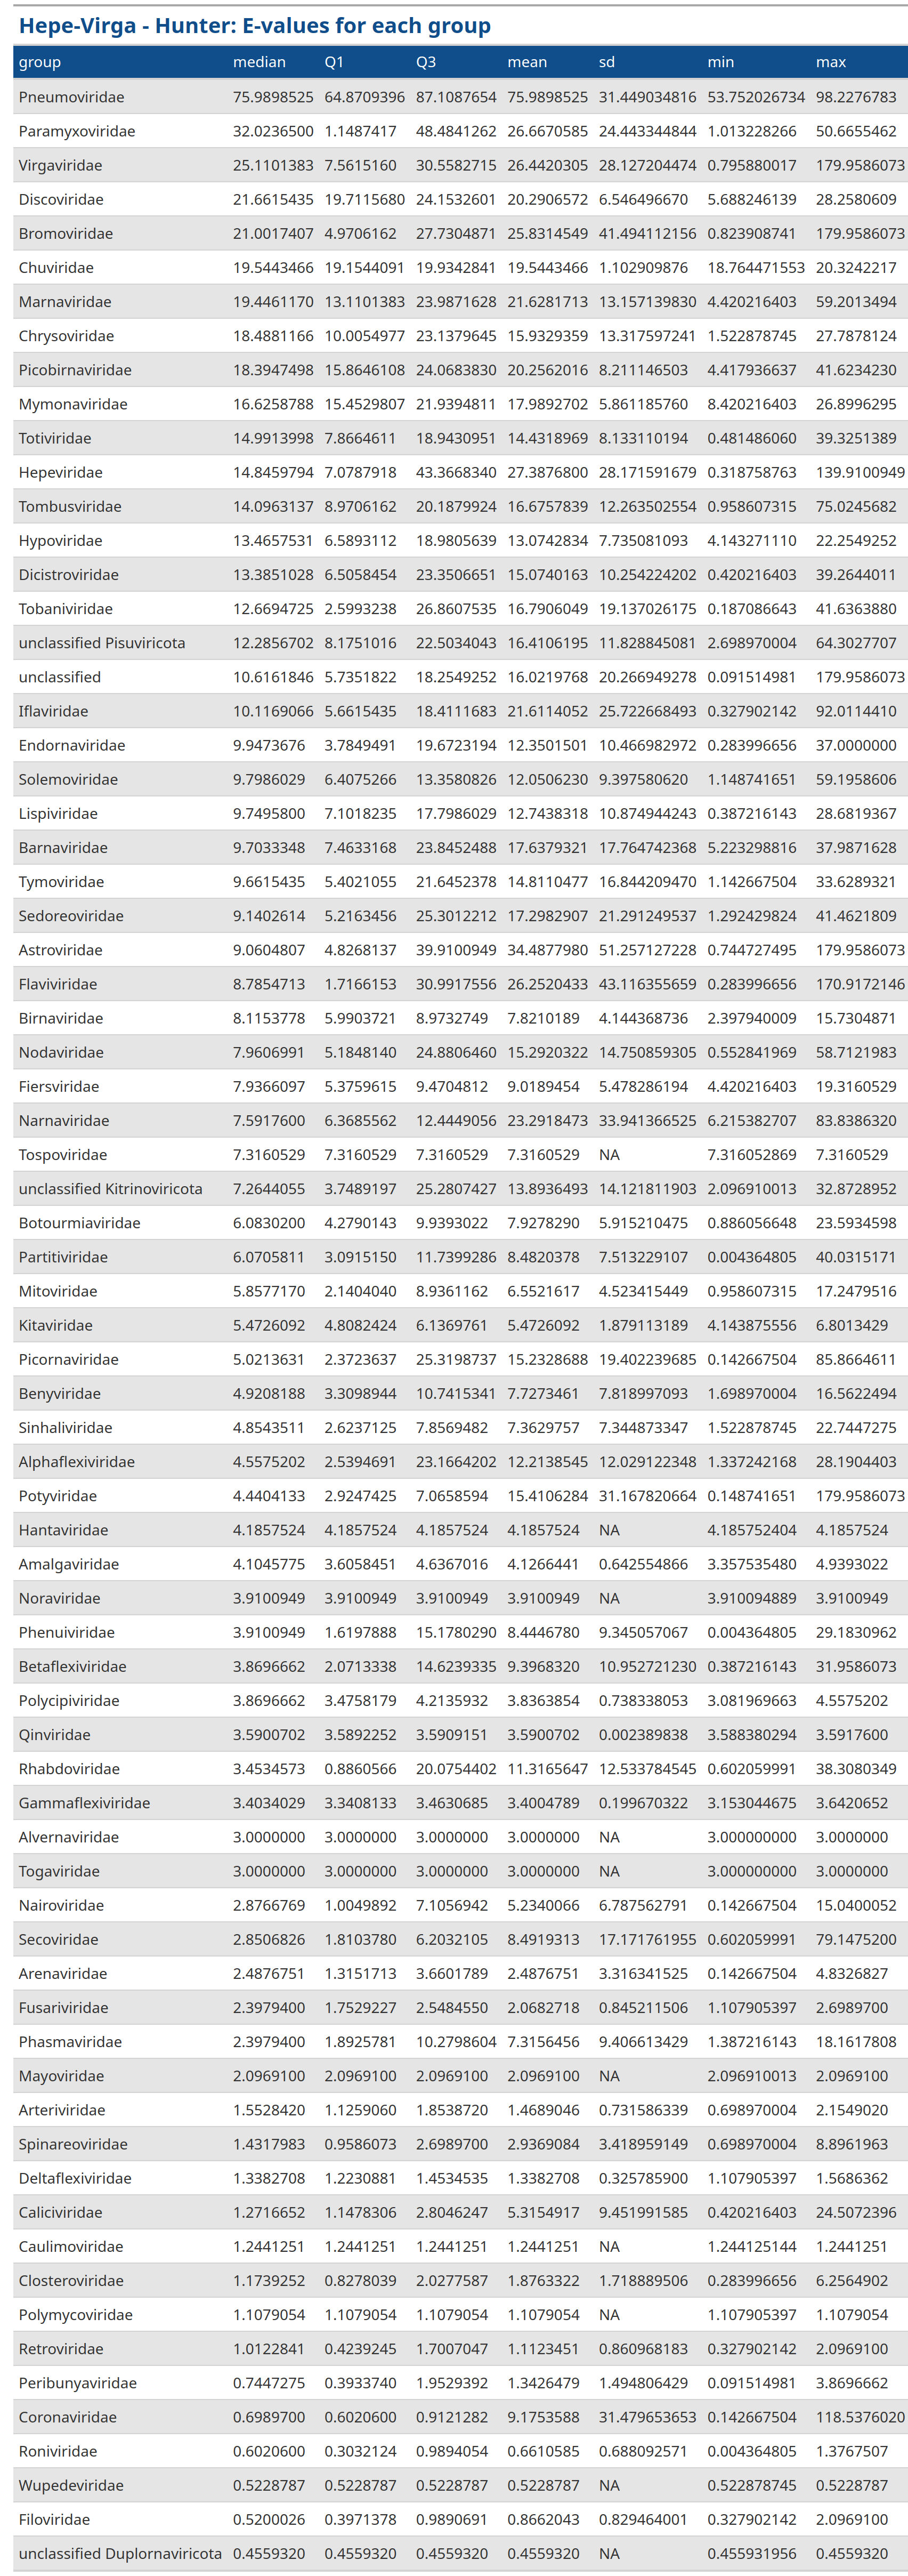 Hepe-Virga - Hunter: E-values for each group
group median Q1 Q3 mean sd min max
Pneumoviridae 75.9898525 64.8709396 87.1087654 75.9898525 31.449034816 53.752026734 98.2276783
Paramyxoviridae 32.0236500 1.1487417 48.4841262 26.6670585 24.443344844 1.013228266 50.6655462
Virgaviridae 25.1101383 7.5615160 30.5582715 26.4420305 28.127204474 0.795880017 179.9586073
Discoviridae 21.6615435 19.7115680 24.1532601 20.2906572 6.546496670 5.688246139 28.2580609
Bromoviridae 21.0017407 4.9706162 27.7304871 25.8314549 41.494112156 0.823908741 179.9586073
Chuviridae 19.5443466 19.1544091 19.9342841 19.5443466 1.102909876 18.764471553 20.3242217
Marnaviridae 19.4461170 13.1101383 23.9871628 21.6281713 13.157139830 4.420216403 59.2013494
Chrysoviridae 18.4881166 10.0054977 23.1379645 15.9329359 13.317597241 1.522878745 27.7878124
Picobirnaviridae 18.3947498 15.8646108 24.0683830 20.2562016 8.211146503 4.417936637 41.6234230
Mymonaviridae 16.6258788 15.4529807 21.9394811 17.9892702 5.861185760 8.420216403 26.8996295
Totiviridae 14.9913998 7.8664611 18.9430951 14.4318969 8.133110194 0.481486060 39.3251389
Hepeviridae 14.8459794 7.0787918 43.3668340 27.3876800 28.171591679 0.318758763 139.9100949
Tombusviridae 14.0963137 8.9706162 20.1879924 16.6757839 12.263502554 0.958607315 75.0245682
Hypoviridae 13.4657531 6.5893112 18.9805639 13.0742834 7.735081093 4.143271110 22.2549252
Dicistroviridae 13.3851028 6.5058454 23.3506651 15.0740163 10.254224202 0.420216403 39.2644011
Tobaniviridae 12.6694725 2.5993238 26.8607535 16.7906049 19.137026175 0.187086643 41.6363880
unclassified Pisuviricota 12.2856702 8.1751016 22.5034043 16.4106195 11.828845081 2.698970004 64.3027707
unclassified 10.6161846 5.7351822 18.2549252 16.0219768 20.266949278 0.091514981 179.9586073
Iflaviridae 10.1169066 5.6615435 18.4111683 21.6114052 25.722668493 0.327902142 92.0114410
Endornaviridae 9.9473676 3.7849491 19.6723194 12.3501501 10.466982972 0.283996656 37.0000000
Solemoviridae 9.7986029 6.4075266 13.3580826 12.0506230 9.397580620 1.148741651 59.1958606
Lispiviridae 9.7495800 7.1018235 17.7986029 12.7438318 10.874944243 0.387216143 28.6819367
Barnaviridae 9.7033348 7.4633168 23.8452488 17.6379321 17.764742368 5.223298816 37.9871628
Tymoviridae 9.6615435 5.4021055 21.6452378 14.8110477 16.844209470 1.142667504 33.6289321
Sedoreoviridae 9.1402614 5.2163456 25.3012212 17.2982907 21.291249537 1.292429824 41.4621809
Astroviridae 9.0604807 4.8268137 39.9100949 34.4877980 51.257127228 0.744727495 179.9586073
Flaviviridae 8.7854713 1.7166153 30.9917556 26.2520433 43.116355659 0.283996656 170.9172146
Birnaviridae 8.1153778 5.9903721 8.9732749 7.8210189 4.144368736 2.397940009 15.7304871
Nodaviridae 7.9606991 5.1848140 24.8806460 15.2920322 14.750859305 0.552841969 58.7121983
Fiersviridae 7.9366097 5.3759615 9.4704812 9.0189454 5.478286194 4.420216403 19.3160529
Narnaviridae 7.5917600 6.3685562 12.4449056 23.2918473 33.941366525 6.215382707 83.8386320
Tospoviridae 7.3160529 7.3160529 7.3160529 7.3160529 NA 7.316052869 7.3160529
unclassified Kitrinoviricota 7.2644055 3.7489197 25.2807427 13.8936493 14.121811903 2.096910013 32.8728952
Botourmiaviridae 6.0830200 4.2790143 9.9393022 7.9278290 5.915210475 0.886056648 23.5934598
Partitiviridae 6.0705811 3.0915150 11.7399286 8.4820378 7.513229107 0.004364805 40.0315171
Mitoviridae 5.8577170 2.1404040 8.9361162 6.5521617 4.523415449 0.958607315 17.2479516
Kitaviridae 5.4726092 4.8082424 6.1369761 5.4726092 1.879113189 4.143875556 6.8013429
Picornaviridae 5.0213631 2.3723637 25.3198737 15.2328688 19.402239685 0.142667504 85.8664611
Benyviridae 4.9208188 3.3098944 10.7415341 7.7273461 7.818997093 1.698970004 16.5622494
Sinhaliviridae 4.8543511 2.6237125 7.8569482 7.3629757 7.344873347 1.522878745 22.7447275
Alphaflexiviridae 4.5575202 2.5394691 23.1664202 12.2138545 12.029122348 1.337242168 28.1904403
Potyviridae 4.4404133 2.9247425 7.0658594 15.4106284 31.167820664 0.148741651 179.9586073
Hantaviridae 4.1857524 4.1857524 4.1857524 4.1857524 NA 4.185752404 4.1857524
Amalgaviridae 4.1045775 3.6058451 4.6367016 4.1266441 0.642554866 3.357535480 4.9393022
Noraviridae 3.9100949 3.9100949 3.9100949 3.9100949 NA 3.910094889 3.9100949
Phenuiviridae 3.9100949 1.6197888 15.1780290 8.4446780 9.345057067 0.004364805 29.1830962
Betaflexiviridae 3.8696662 2.0713338 14.6239335 9.3968320 10.952721230 0.387216143 31.9586073
Polycipiviridae 3.8696662 3.4758179 4.2135932 3.8363854 0.738338053 3.081969663 4.5575202
Qinviridae 3.5900702 3.5892252 3.5909151 3.5900702 0.002389838 3.588380294 3.5917600
Rhabdoviridae 3.4534573 0.8860566 20.0754402 11.3165647 12.533784545 0.602059991 38.3080349
Gammaflexiviridae 3.4034029 3.3408133 3.4630685 3.4004789 0.199670322 3.153044675 3.6420652
Alvernaviridae 3.0000000 3.0000000 3.0000000 3.0000000 NA 3.000000000 3.0000000
Togaviridae 3.0000000 3.0000000 3.0000000 3.0000000 NA 3.000000000 3.0000000
Nairoviridae 2.8766769 1.0049892 7.1056942 5.2340066 6.787562791 0.142667504 15.0400052
Secoviridae 2.8506826 1.8103780 6.2032105 8.4919313 17.171761955 0.602059991 79.1475200
Arenaviridae 2.4876751 1.3151713 3.6601789 2.4876751 3.316341525 0.142667504 4.8326827
Fusariviridae 2.3979400 1.7529227 2.5484550 2.0682718 0.845211506 1.107905397 2.6989700
Phasmaviridae 2.3979400 1.8925781 10.2798604 7.3156456 9.406613429 1.387216143 18.1617808
Mayoviridae 2.0969100 2.0969100 2.0969100 2.0969100 NA 2.096910013 2.0969100
Arteriviridae 1.5528420 1.1259060 1.8538720 1.4689046 0.731586339 0.698970004 2.1549020
Spinareoviridae 1.4317983 0.9586073 2.6989700 2.9369084 3.418959149 0.698970004 8.8961963
Deltaflexiviridae 1.3382708 1.2230881 1.4534535 1.3382708 0.325785900 1.107905397 1.5686362
Caliciviridae 1.2716652 1.1478306 2.8046247 5.3154917 9.451991585 0.420216403 24.5072396
Caulimoviridae 1.2441251 1.2441251 1.2441251 1.2441251 NA 1.244125144 1.2441251
Closteroviridae 1.1739252 0.8278039 2.0277587 1.8763322 1.718889506 0.283996656 6.2564902
Polymycoviridae 1.1079054 1.1079054 1.1079054 1.1079054 NA 1.107905397 1.1079054
Retroviridae 1.0122841 0.4239245 1.7007047 1.1123451 0.860968183 0.327902142 2.0969100
Peribunyaviridae 0.7447275 0.3933740 1.9529392 1.3426479 1.494806429 0.091514981 3.8696662
Coronaviridae 0.6989700 0.6020600 0.9121282 9.1753588 31.479653653 0.142667504 118.5376020
Roniviridae 0.6020600 0.3032124 0.9894054 0.6610585 0.688092571 0.004364805 1.3767507
Wupedeviridae 0.5228787 0.5228787 0.5228787 0.5228787 NA 0.522878745 0.5228787
Filoviridae 0.5200026 0.3971378 0.9890691 0.8662043 0.829464001 0.327902142 2.0969100
unclassified Duplornaviricota 0.4559320 0.4559320 0.4559320 0.4559320 NA 0.455931956 0.4559320